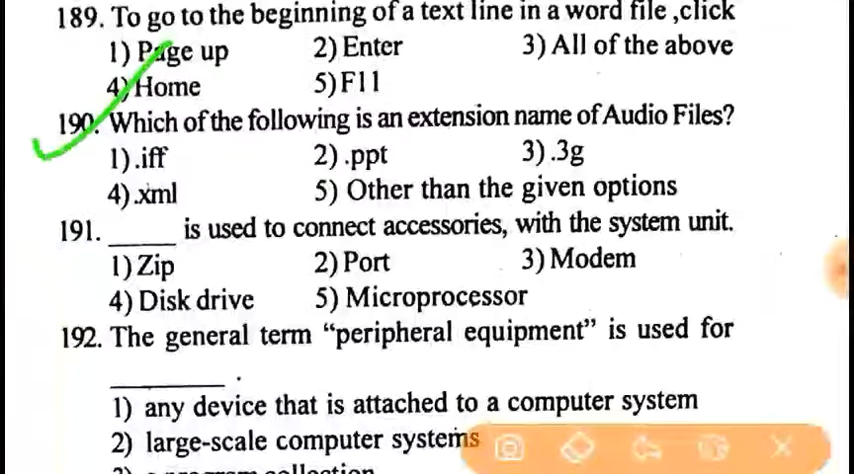 189. To go to the beginning of a text line in a word file ,click
1) Page up 2) Enter 3) All of the above
4) Home 5) F11
190. Which of the following is an extension name of Audio Files?
1) .iff 2) .ppt 3) .3g
4) .xml 5) Other than the given options
191. _____ is used to connect accessories, with the system unit.
1) Zip 2) Port 3) Modem
4) Disk drive 5) Microprocessor
192. The general term “peripheral equipment” is used for
_________ .
1) any device that is attached to a computer system
2) large-scale computer systems